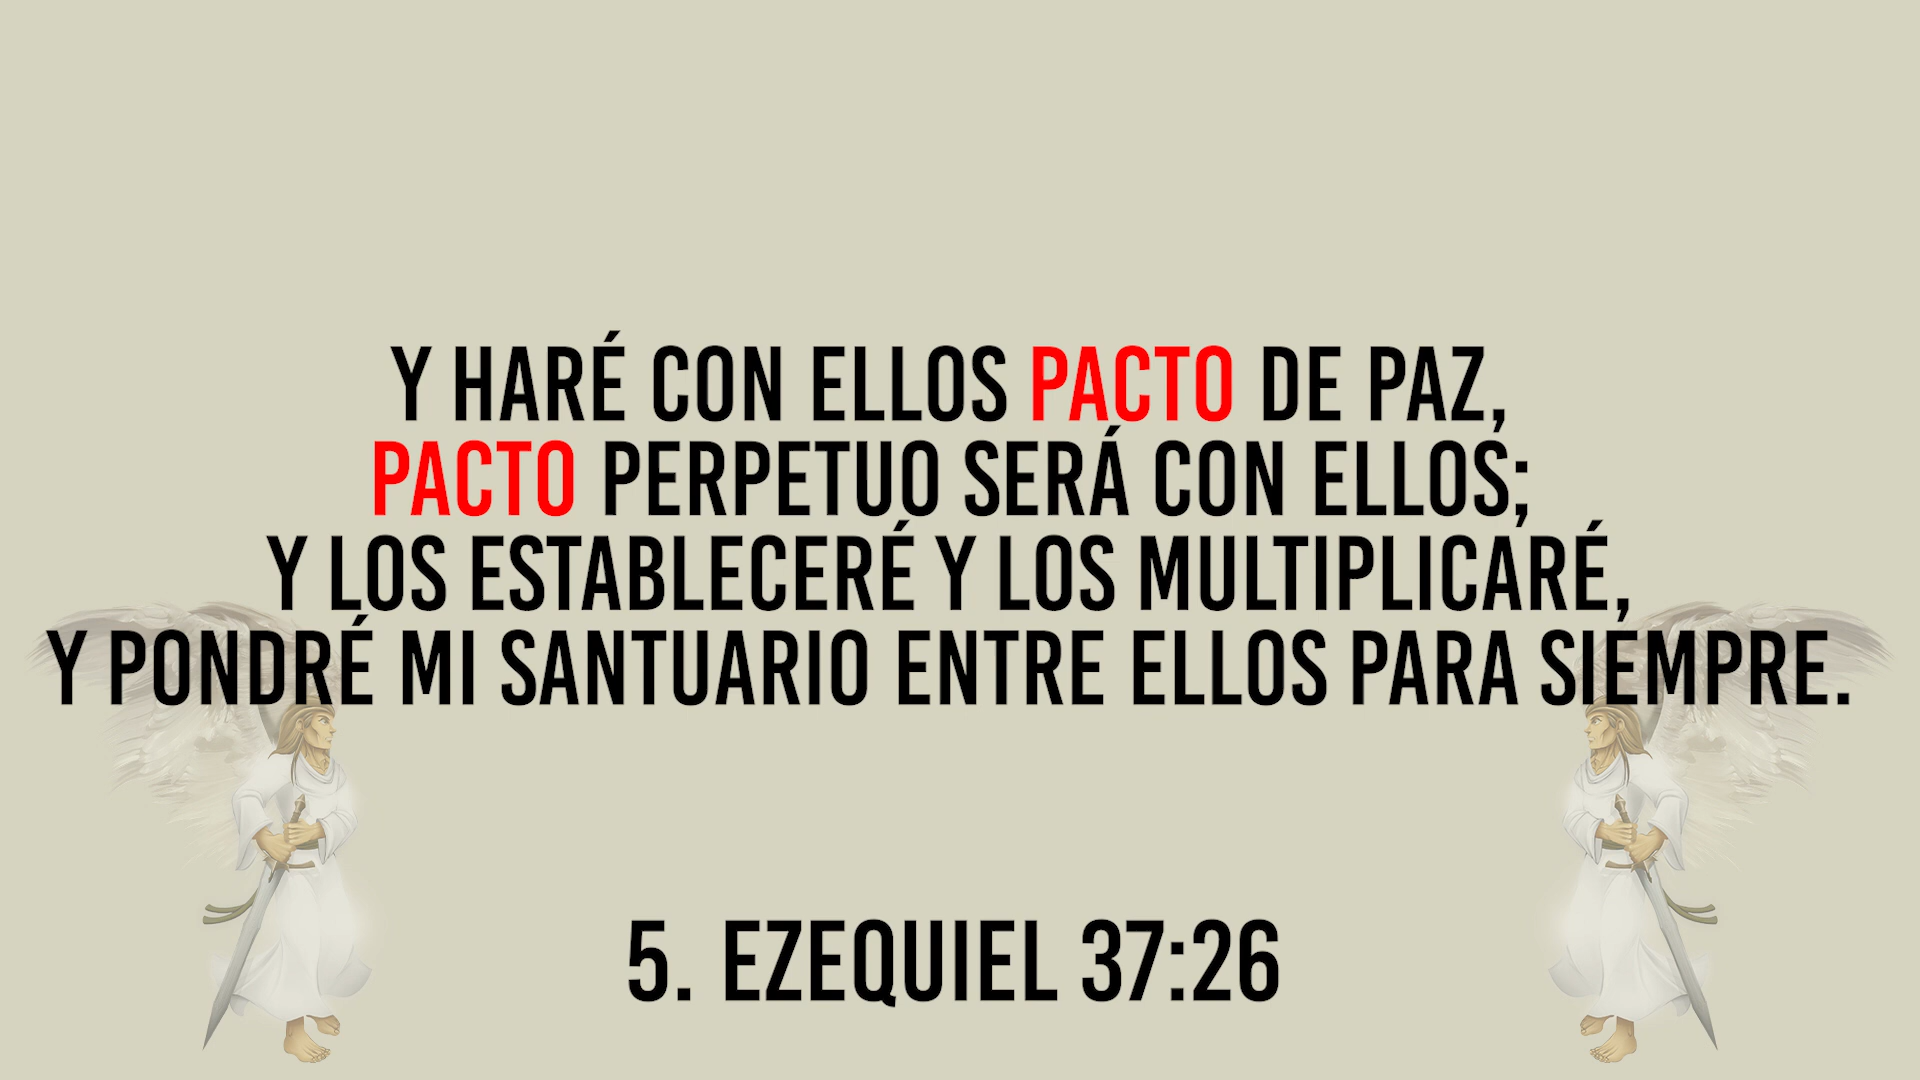 Y HARÉ CON ELLOS PACTO DE PAZ,
PACTO PERPETUO SERÁ CON ELLOS;
Y LOS ESTABLECERÉ Y LOS MULTIPLICARÉ,
Y PONDRÉ MI SANTUARIO ENTRE ELLOS PARA SIEMPRE.
5. EZEQUIEL 37:26